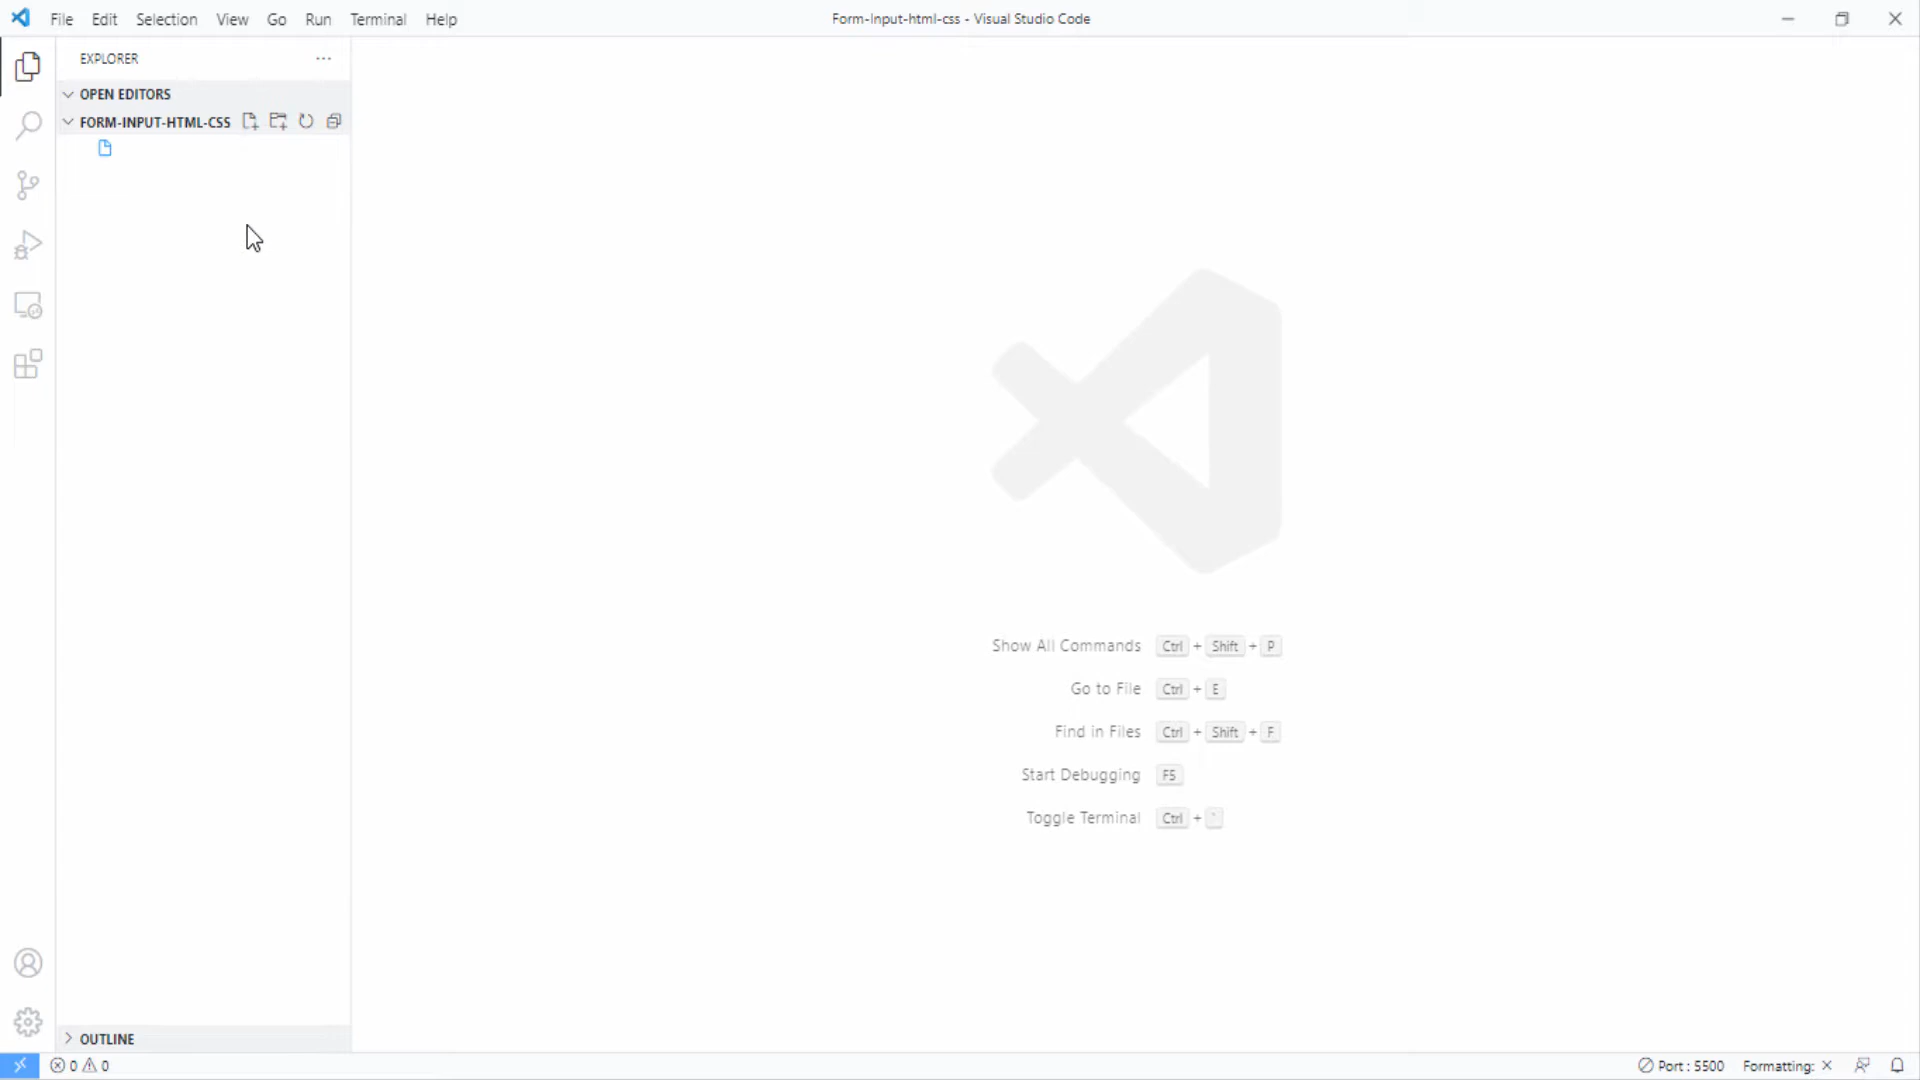 File Edit Selection View Go Run Terminal Help
Form-Input-html-css - Visual Studio Code
EXPLORER
OPEN EDITORS
FORM-INPUT-HTML-CSS
Show All Commands Ctrl + Shift + P
Go to File Ctrl + E
Find in Files Ctrl + Shift + F
Start Debugging F5
Toggle Terminal Ctrl + `
OUTLINE
0 0
Port : 5500 Formatting: ×